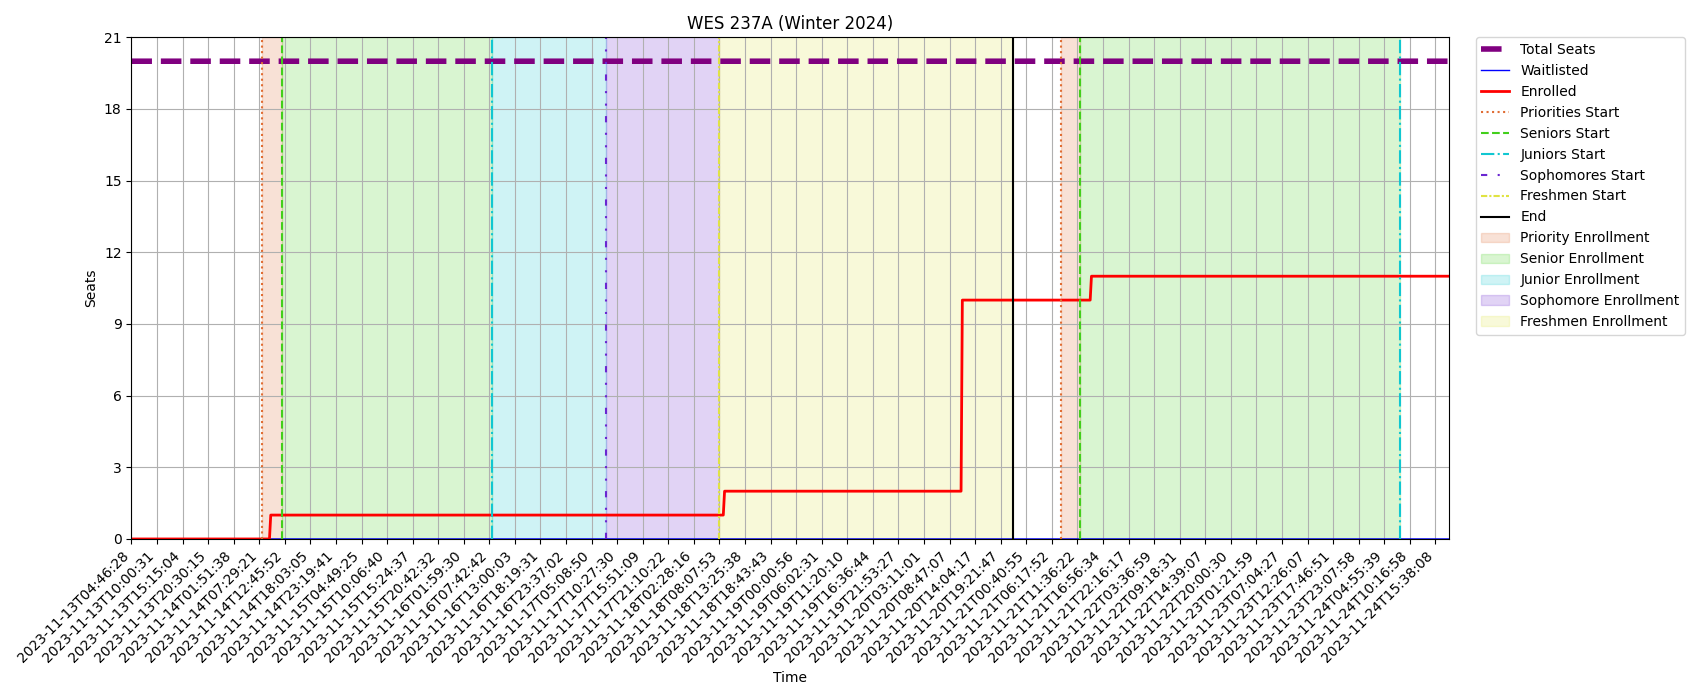 WES 237A (Winter 2024)
Seats
21
18
15
12
9
6
3
0
2023-11-13T04:46:28
2023-11-13T10:00:31
2023-11-13T15:15:04
2023-11-13T20:30:15
2023-11-14T01:51:38
2023-11-14T07:29:21
2023-11-14T12:45:52
2023-11-14T18:03:05
2023-11-14T23:19:41
2023-11-15T04:49:25
2023-11-15T10:06:40
2023-11-15T15:24:37
2023-11-15T20:42:32
2023-11-16T01:59:30
2023-11-16T07:42:42
2023-11-16T13:00:03
2023-11-16T18:19:31
2023-11-16T23:37:02
2023-11-17T05:08:50
2023-11-17T10:27:30
2023-11-17T15:51:09
2023-11-17T21:10:22
2023-11-18T02:28:16
2023-11-18T08:07:53
2023-11-18T13:25:38
2023-11-18T18:43:43
2023-11-19T00:00:56
2023-11-19T06:02:31
2023-11-19T11:20:10
2023-11-19T16:36:44
2023-11-19T21:53:27
2023-11-20T03:11:01
2023-11-20T08:47:07
2023-11-20T14:04:17
2023-11-20T19:21:47
2023-11-21T00:40:55
2023-11-21T06:17:52
2023-11-21T11:36:22
2023-11-21T16:56:34
2023-11-21T22:16:17
2023-11-22T03:36:59
2023-11-22T09:18:31
2023-11-22T14:39:07
2023-11-22T20:00:30
2023-11-23T01:21:59
2023-11-23T07:04:27
2023-11-23T12:26:07
2023-11-23T17:46:51
2023-11-23T23:07:58
2023-11-24T04:55:39
2023-11-24T10:16:58
2023-11-24T15:38:08
Time
Total Seats
Waitlisted
Enrolled
Priorities Start
Seniors Start
Juniors Start
Sophomores Start
Freshmen Start
End
Priority Enrollment
Senior Enrollment
Junior Enrollment
Sophomore Enrollment
Freshmen Enrollment